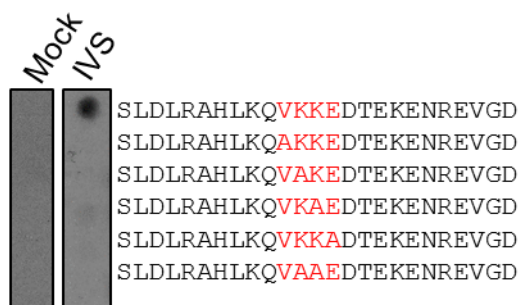 Mock
IVS
SLDLRAHLKQVKKEDTEKENREVGD
SLDLRAHLKQAKKEDTEKENREVGD
SLDLRAHLKQVAKEDTEKENREVGD
SLDLRAHLKQVKAEDTEKENREVGD
SLDLRAHLKQVKKADTEKENREVGD
SLDLRAHLKQVAAEDTEKENREVGD